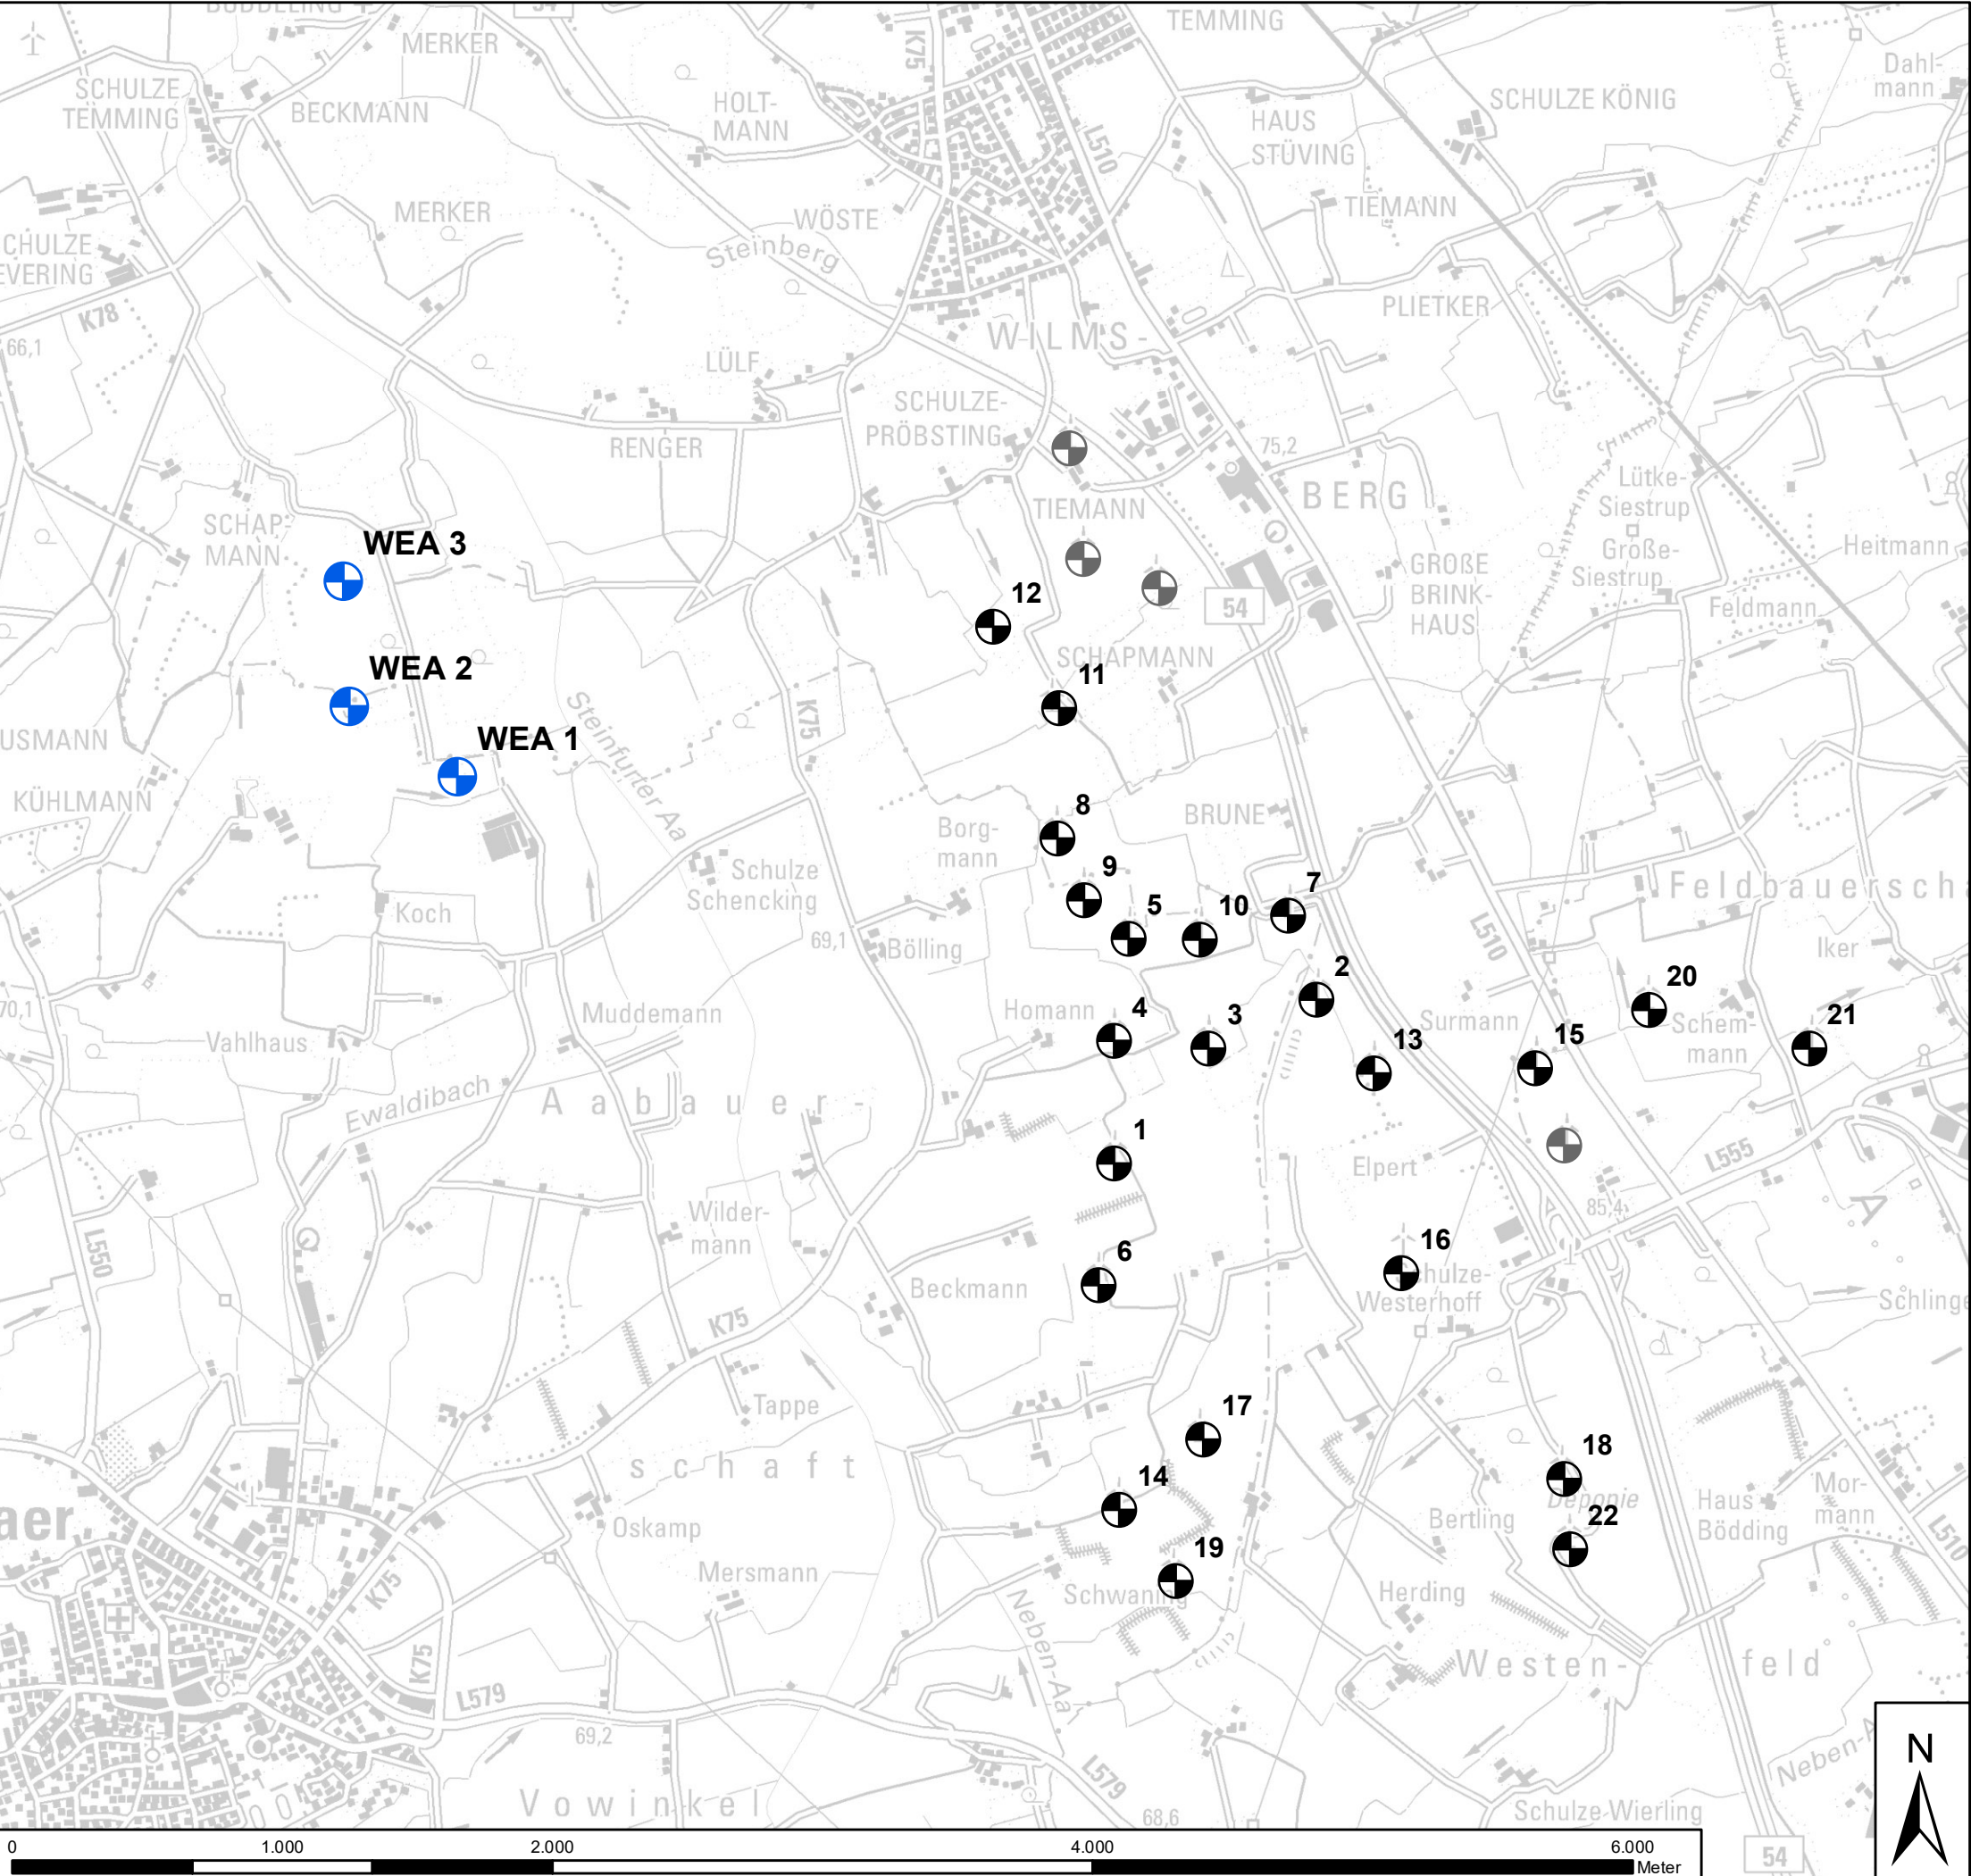 TEMMING
MERKER
K75
Dahl-
mann
SCHULZE
TEMMING
BECKMANN
HOLT-
MANN
SCHULZE KÖNIG
HAUS
STÜVING
L510
MERKER
WÖSTE
TIEMANN
Steinberg
K78
PLIETKER
66,1
WILMS-
LÜLF
SCHULZE-
PRÖBSTING
RENGER
75,2
BERG
Lütke-
Siestrup
TIEMANN
SCHAP-
MANN
WEA 3
Große-
Siestrup
Heitmann
GROßE
BRINK-
HAUS
12
54
Feldmann
SCHAPMANN
WEA 2
11
Steinfurter Aa
K75
WEA 1
KÜHLMANN
8
BRUNE
Borg-
mann
9
Schulze
Schencking
7
Feldbauerscha
Koch
5
10
69,1
Bölling
L510
Iker
2
20
Homann
4
3
Muddemann
Surmann
Schem-
mann
21
70,1
Vahlhaus
13
15
Ewaldibach
Aabauer-
1
Elpert
L555
Wilder-
mann
85,4
L550
6
16
Beckmann
Schulze-
Westerhoff
Schlinge
K75
Tappe
17
schaft
18
14
Deponie
Mor-
mann
Haus
Bödding
aer
Oskamp
Bertling
22
L510
19
Mersmann
Schwaning
Herding
K75
Neben-Aa
K75
Westen-
feld
L579
69,2
N
L579
Neben-A
Vowinkel
68,6
Schulze-Wierling
54
0
1.000
2.000
4.000
6.000
Meter